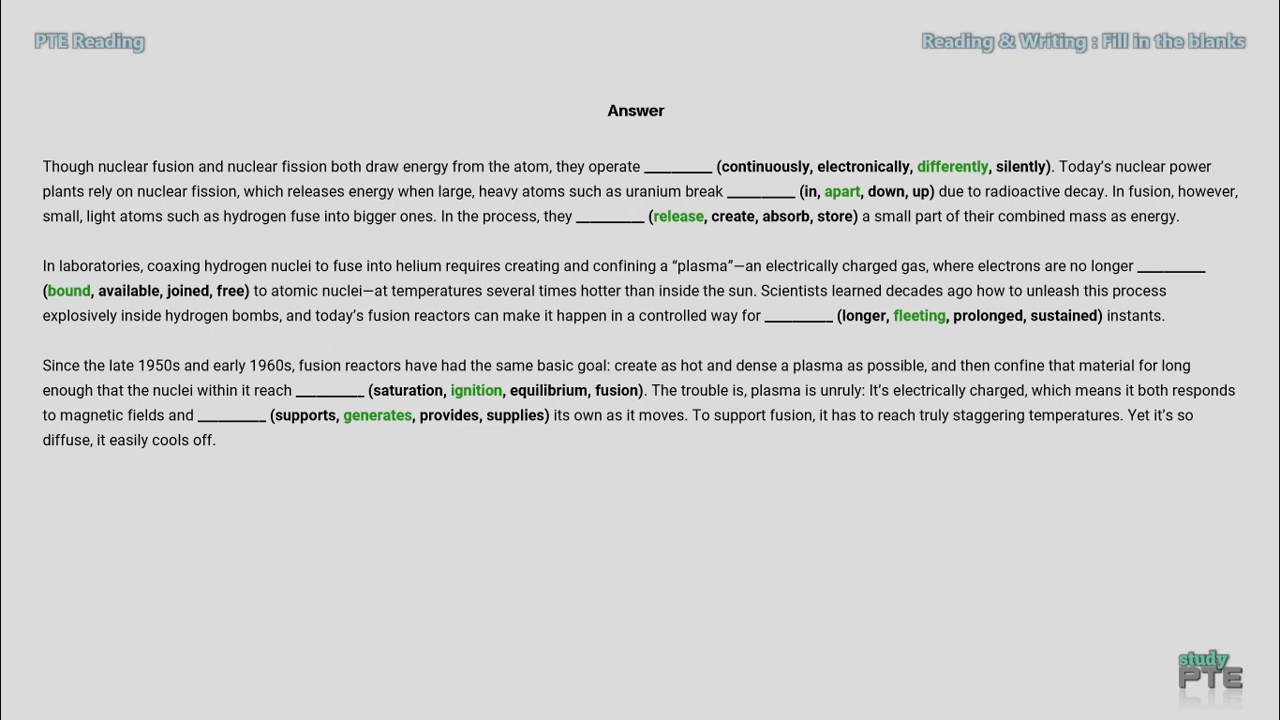 PTE Reading
Reading & Writing : Fill in the blanks
Answer
Though nuclear fusion and nuclear fission both draw energy from the atom, they operate ________ (continuously, electronically, differently, silently). Today’s nuclear power
plants rely on nuclear fission, which releases energy when large, heavy atoms such as uranium break ________ (in, apart, down, up) due to radioactive decay. In fusion, however,
small, light atoms such as hydrogen fuse into bigger ones. In the process, they ________ (release, create, absorb, store) a small part of their combined mass as energy.
In laboratories, coaxing hydrogen nuclei to fuse into helium requires creating and confining a “plasma”—an electrically charged gas, where electrons are no longer ________
(bound, available, joined, free) to atomic nuclei—at temperatures several times hotter than inside the sun. Scientists learned decades ago how to unleash this process
explosively inside hydrogen bombs, and today’s fusion reactors can make it happen in a controlled way for ________ (longer, fleeting, prolonged, sustained) instants.
Since the late 1950s and early 1960s, fusion reactors have had the same basic goal: create as hot and dense a plasma as possible, and then confine that material for long
enough that the nuclei within it reach ________ (saturation, ignition, equilibrium, fusion). The trouble is, plasma is unruly: It’s electrically charged, which means it both responds
to magnetic fields and ________ (supports, generates, provides, supplies) its own as it moves. To support fusion, it has to reach truly staggering temperatures. Yet it’s so
diffuse, it easily cools off.
study
PTE